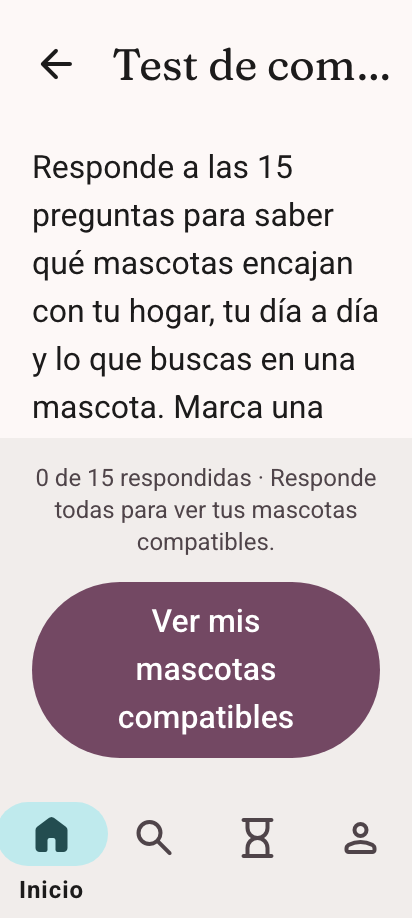 Test de com...
Responde a las 15
preguntas para saber
qué mascotas encajan
con tu hogar, tu día a día
y lo que buscas en una
mascota. Marca una
0 de 15 respondidas · Responde
todas para ver tus mascotas
compatibles.
Ver mis
mascotas
compatibles
Inicio